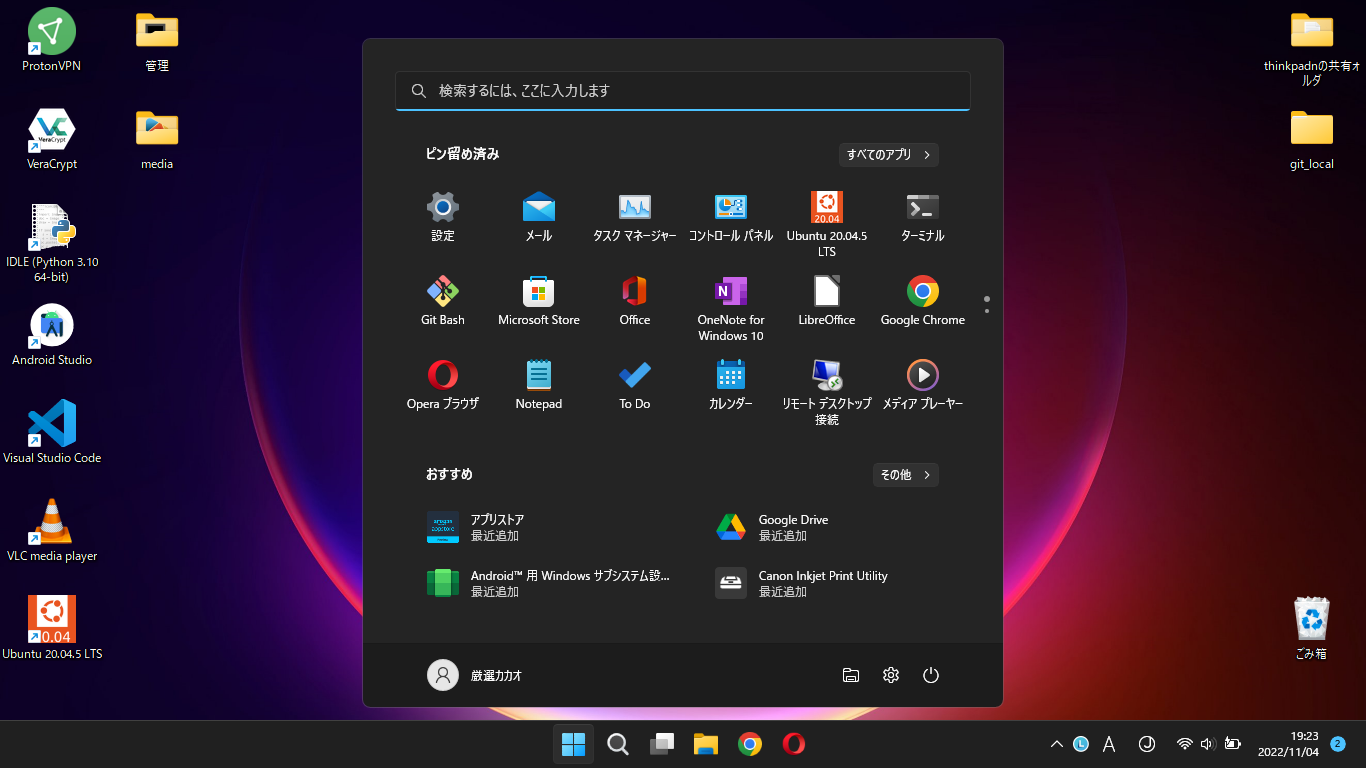 ProtonVPN
管理
VeraCrypt
VeraCrypt
media
IDLE (Python 3.10
64-bit)
Android Studio
Visual Studio Code
VLC media player
20.04
Ubuntu 20.04.5 LTS
検索するには、ここに入力します
ピン留め済み
すべてのアプリ
設定
メール
タスク マネージャー
コントロール パネル
20.04
Ubuntu 20.04.5
LTS
ターミナル
Git Bash
Microsoft Store
Office
OneNote for
Windows 10
LibreOffice
Google Chrome
Opera ブラウザ
Notepad
To Do
カレンダー
リモート デスクトップ
接続
メディア プレーヤー
おすすめ
その他
amazon
appstore
アプリストア
最近追加
Google Drive
最近追加
Android™ 用 Windows サブシステム設...
最近追加
Canon Inkjet Print Utility
最近追加
厳選カカオ
thinkpadnの共有フォ
ルダ
git_local
ごみ箱
L
A
J
19:23
2022/11/04
2